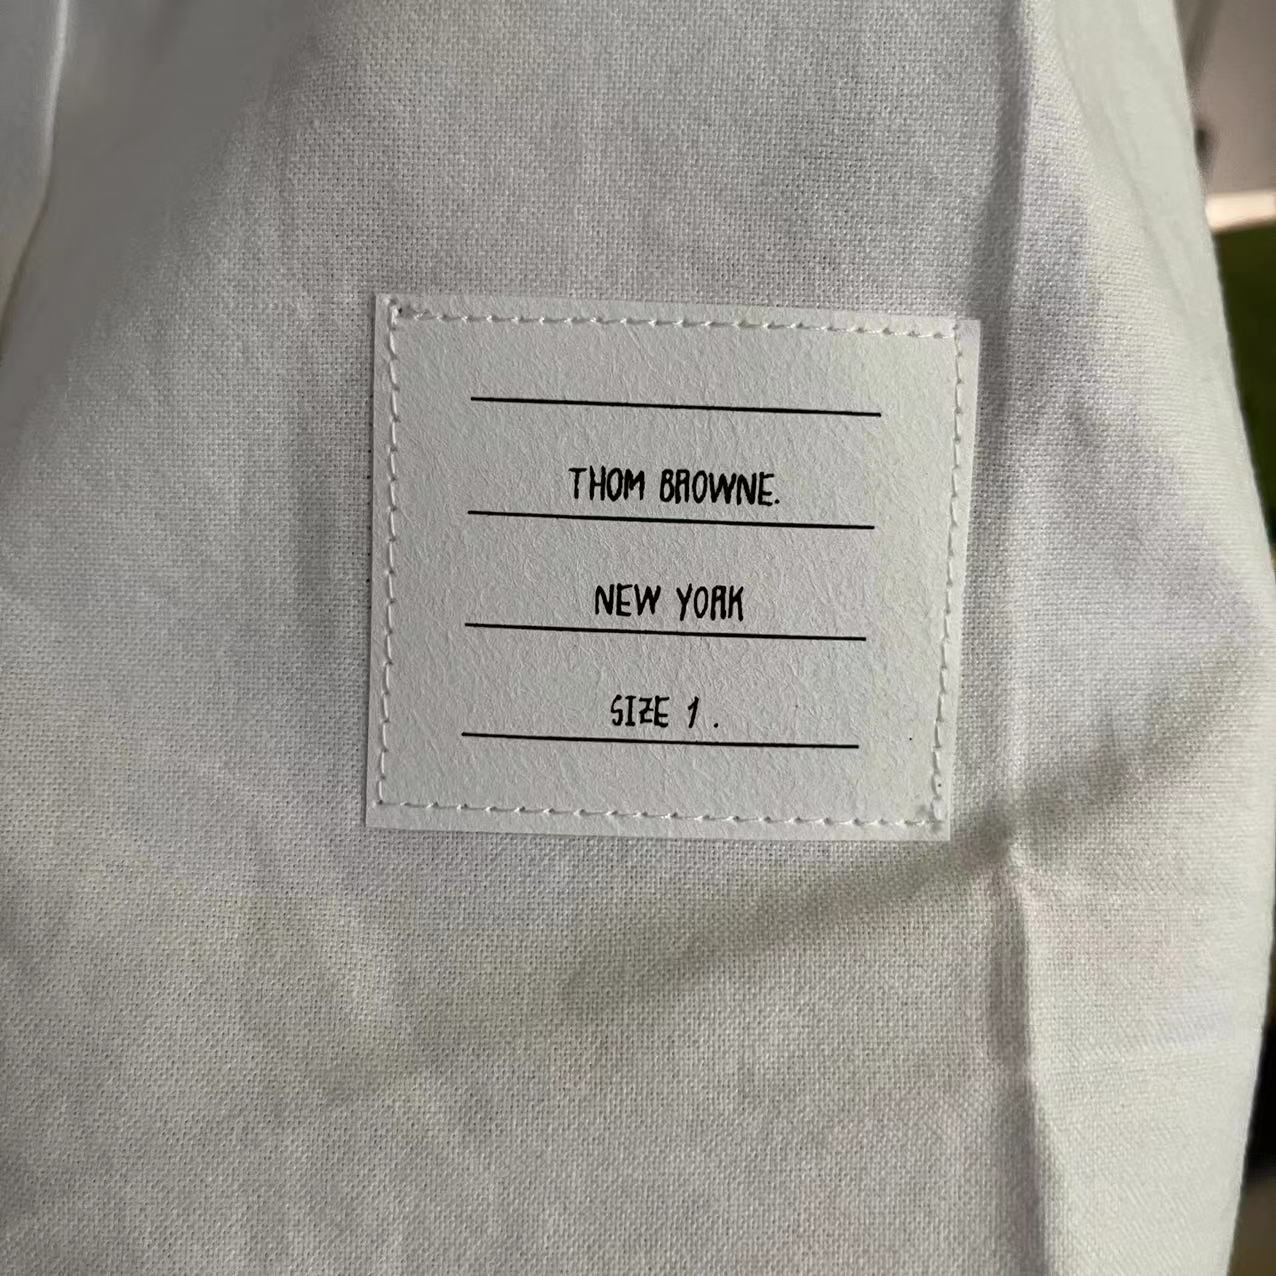 THOM BROWNE.
NEW YORK
SIZE 1.